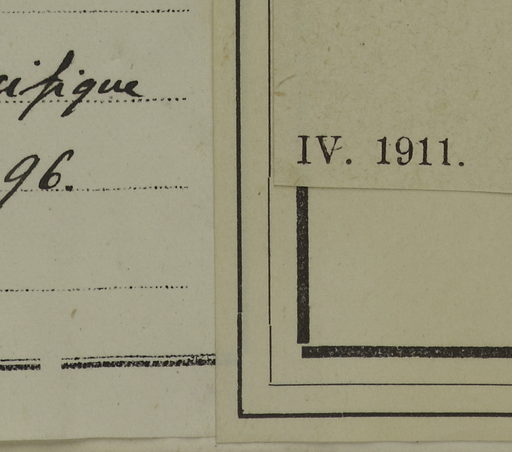 cifique
96.
IV. 1911.